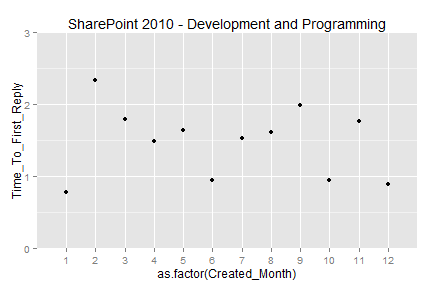 SharePoint 2010 - Development and Programming
Time_To_First_Reply
3
2
1
0
1 2 3 4 5 6 7 8 9 10 11 12
as.factor(Created_Month)